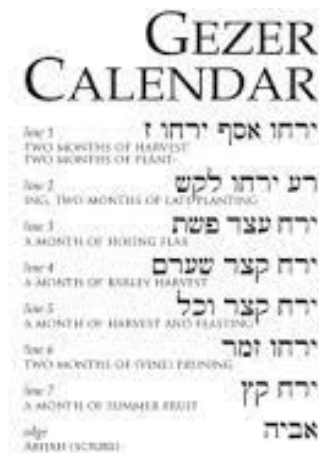 GEZER
CALENDAR
line 1 ירחו אסף ירחו ז
TWO MONTHS OF HARVEST
TWO MONTHS OF PLANT-
line 2 רע ירחו לקש
ING, TWO MONTHS OF LATE PLANTING
line 3 ירח עצד פשת
A MONTH OF HOEING FLAX
line 4 ירח קצר שערם
A MONTH OF BARLEY HARVEST
line 5 ירח קצר וכל
A MONTH OF HARVEST AND FEASTING
line 6 ירחו זמר
TWO MONTHS OF (VINE) PRUNING
line 7 ירח קץ
A MONTH OF SUMMER FRUIT
edge אביה
ABIJAH (SCRIBE)